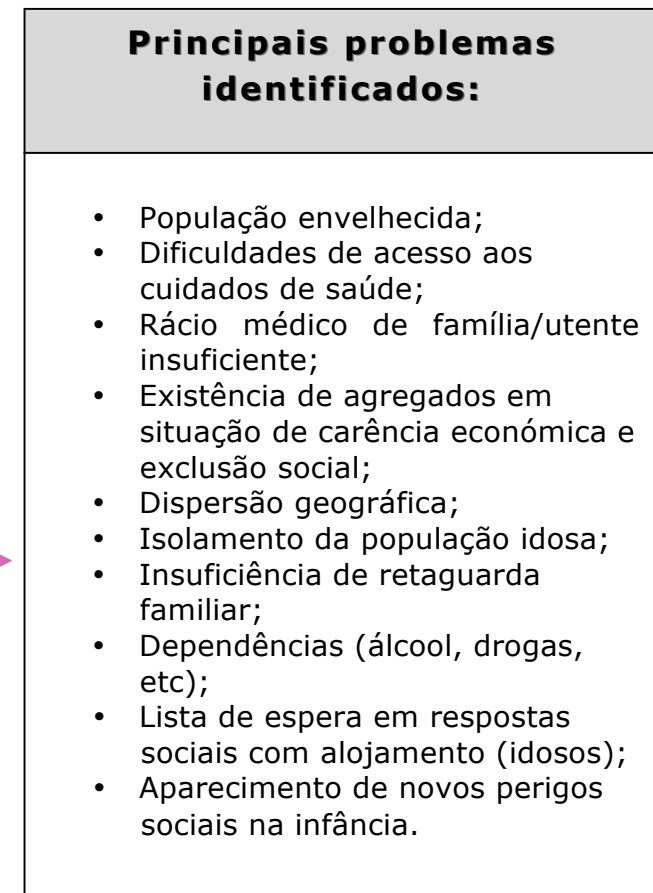 Principais problemas
identificados:
• População envelhecida;
• Dificuldades de acesso aos
cuidados de saúde;
• Rácio médico de família/utente
insuficiente;
• Existência de agregados em
situação de carência económica e
exclusão social;
• Dispersão geográfica;
• Isolamento da população idosa;
• Insuficiência de retaguarda
familiar;
• Dependências (álcool, drogas,
etc);
• Lista de espera em respostas
sociais com alojamento (idosos);
• Aparecimento de novos perigos
sociais na infância.